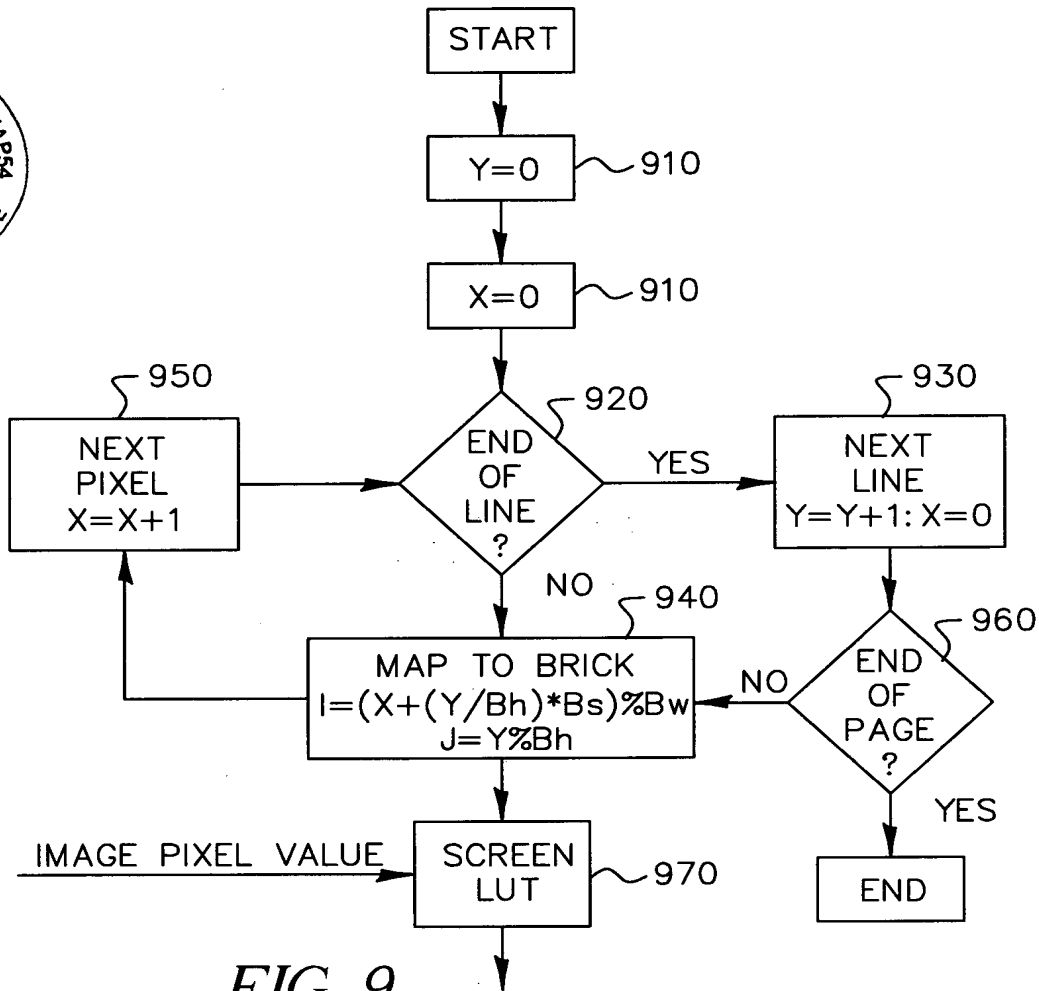 START
Y=0
910
X=0
910
950
NEXT
PIXEL
X=X+1
920
END
OF
LINE
?
YES
930
NEXT
LINE
Y=Y+1: X=0
NO
940
MAP TO BRICK
I=(X+(Y/Bh)*Bs)%Bw
J=Y%Bh
NO
960
END
OF
PAGE
?
YES
END
IMAGE PIXEL VALUE
SCREEN
LUT
970
FIG. 9